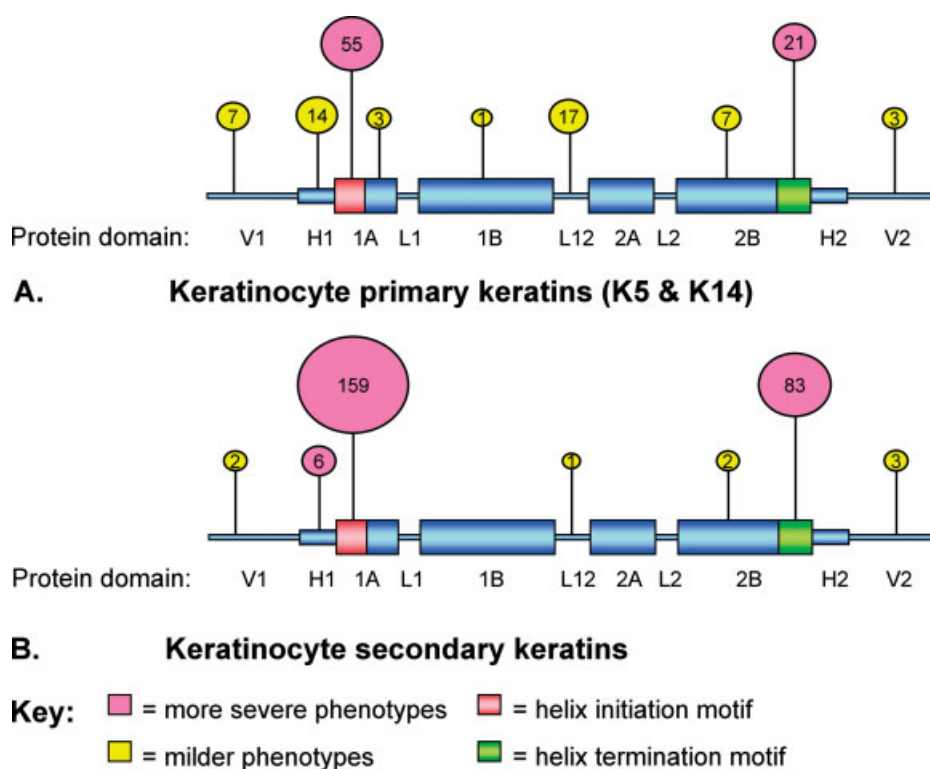 55 21
7 14 3 1 17 7 3
Protein domain: V1 H1 1A L1 1B L12 2A L2 2B H2 V2
A. Keratinocyte primary keratins (K5 & K14)
159 83
2 6 1 2 3
Protein domain: V1 H1 1A L1 1B L12 2A L2 2B H2 V2
B. Keratinocyte secondary keratins
Key: = more severe phenotypes = helix initiation motif
= milder phenotypes = helix termination motif